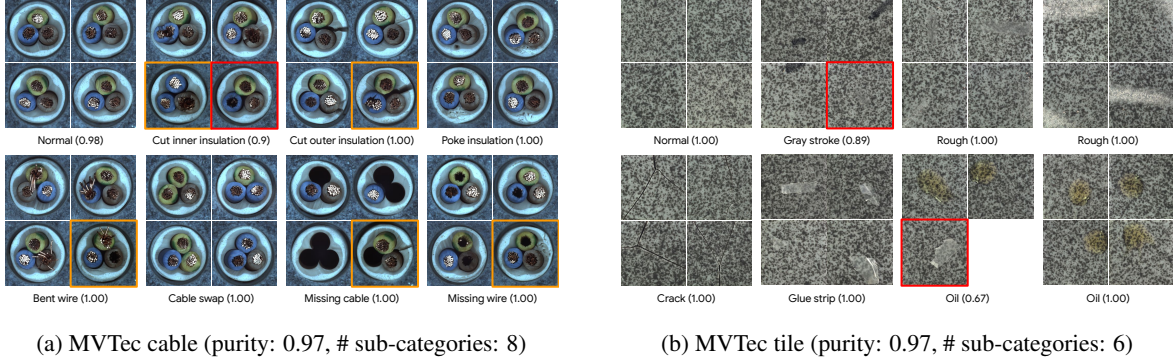 Normal (0.98) Cut inner insulation (0.9) Cut outer insulation (1.00) Poke insulation (1.00)
Bent wire (1.00) Cable swap (1.00) Missing cable (1.00) Missing wire (1.00)
(a) MVTec cable (purity: 0.97, # sub-categories: 8)
Normal (1.00) Gray stroke (0.89) Rough (1.00) Rough (1.00)
Crack (1.00) Glue strip (1.00) Oil (0.67) Oil (1.00)
(b) MVTec tile (purity: 0.97, # sub-categories: 6)